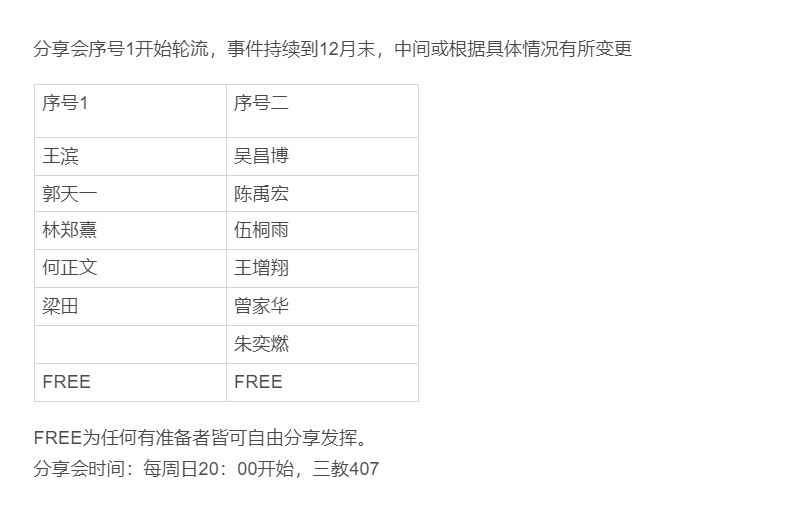 分享会序号1开始轮流，事件持续到12月末，中间或根据具体情况有所变更
序号1 序号二
王滨 吴昌博
郭天一 陈禹宏
林郑熹 伍桐雨
何正文 王增翔
梁田 曾家华
朱奕燃
FREE FREE
FREE为任何有准备者皆可自由分享发挥。
分享会时间：每周日20：00开始，三教407